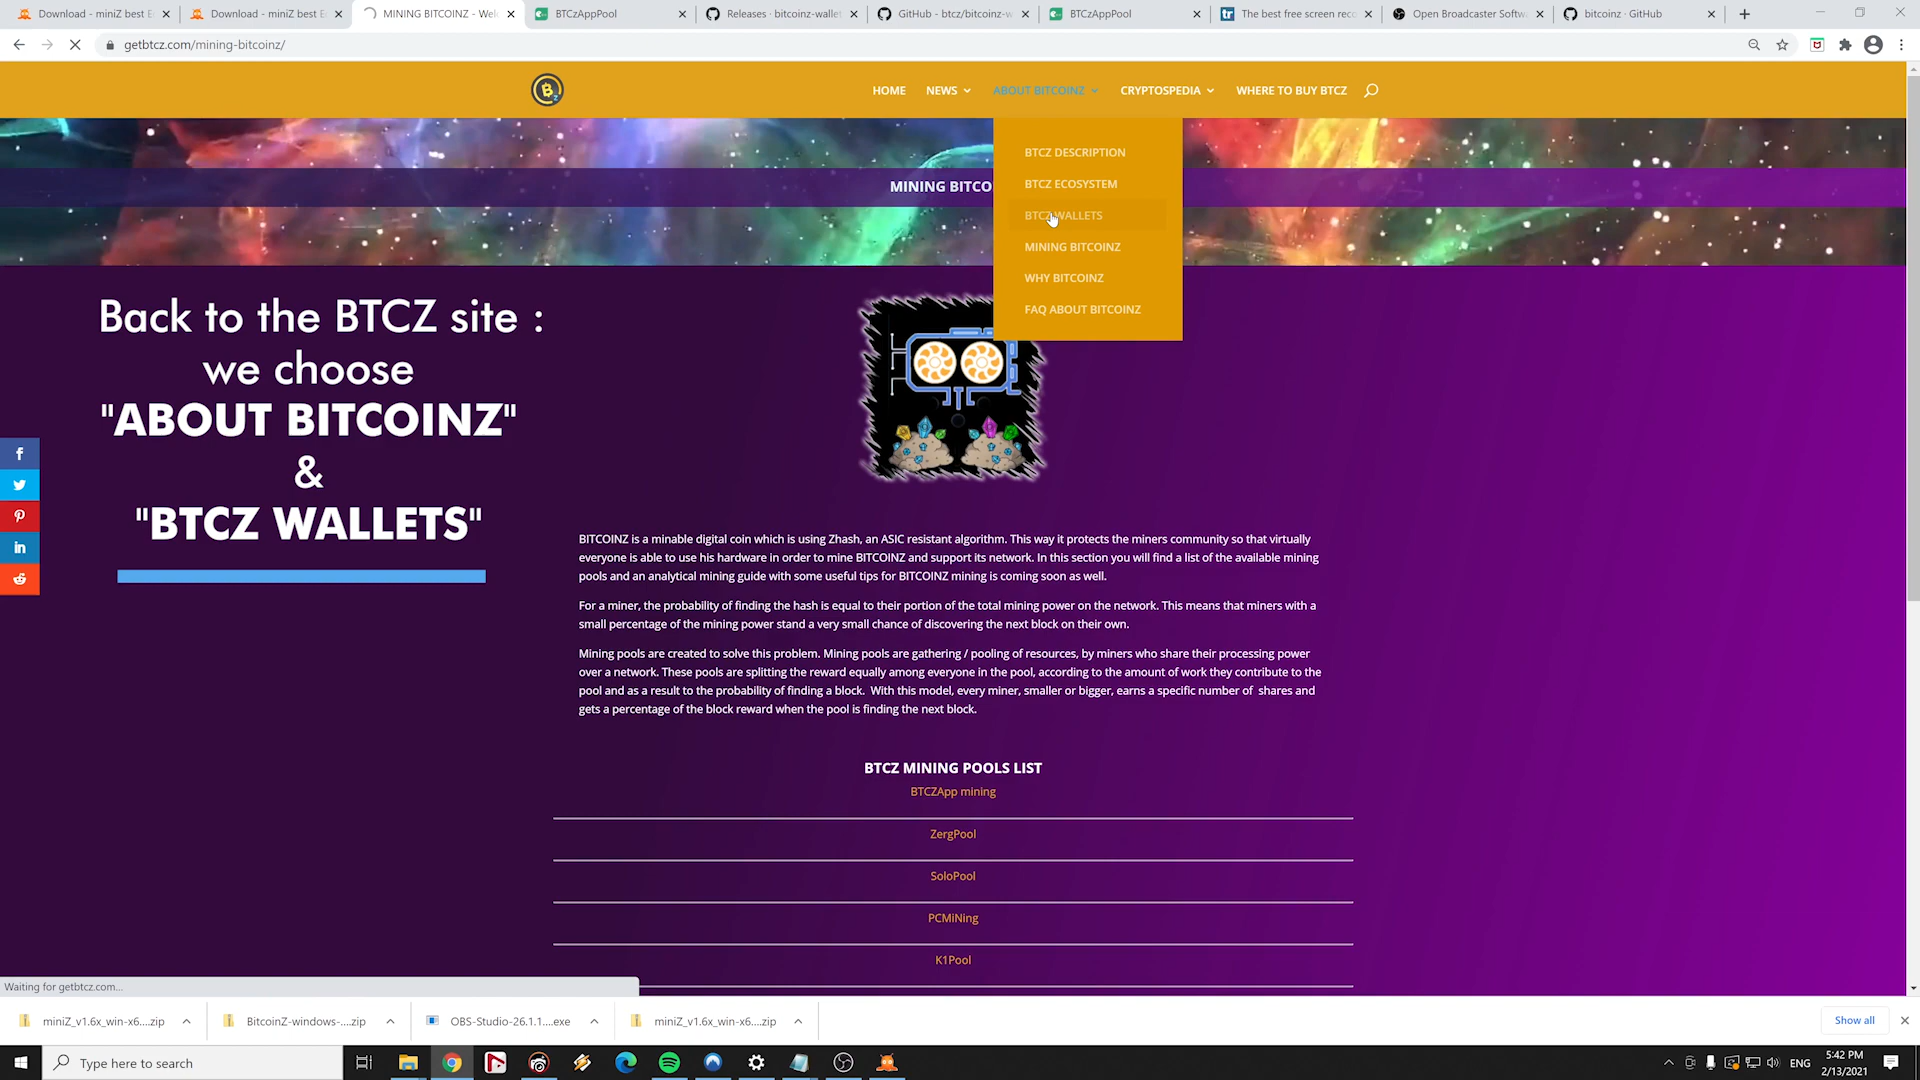 Download - miniZ best E
Download - miniZ best E
MINING BITCOINZ - Wel
BTCzAppPool
Releases · bitcoinz-wallet
GitHub - btcz/bitcoinz-w
BTCzAppPool
The best free screen reco
Open Broadcaster Softw
bitcoinz · GitHub
getbtcz.com/mining-bitcoinz/
HOME
NEWS
ABOUT BITCOINZ
CRYPTOSPEDIA
WHERE TO BUY BTCZ
BTCZ DESCRIPTION
BTCZ ECOSYSTEM
BTCZ WALLETS
MINING BITCOINZ
WHY BITCOINZ
FAQ ABOUT BITCOINZ
MINING BITCO
Back to the BTCZ site :
we choose
"ABOUT BITCOINZ"
&
"BTCZ WALLETS"
BITCOINZ is a minable digital coin which is using Zhash, an ASIC resistant algorithm. This way it protects the miners community so that virtually
everyone is able to use his hardware in order to mine BITCOINZ and support its network. In this section you will find a list of the available mining
pools and an analytical mining guide with some useful tips for BITCOINZ mining is coming soon as well.
For a miner, the probability of finding the hash is equal to their portion of the total mining power on the network. This means that miners with a
small percentage of the mining power stand a very small chance of discovering the next block on their own.
Mining pools are created to solve this problem. Mining pools are gathering / pooling of resources, by miners who share their processing power
over a network. These pools are splitting the reward equally among everyone in the pool, according to the amount of work they contribute to the
pool and as a result to the probability of finding a block. With this model, every miner, smaller or bigger, earns a specific number of shares and
gets a percentage of the block reward when the pool is finding the next block.
BTCZ MINING POOLS LIST
BTCZApp mining
ZergPool
SoloPool
PCMiNing
K1Pool
Waiting for getbtcz.com...
miniZ_v1.6x_win-x6....zip
BitcoinZ-windows-....zip
OBS-Studio-26.1.1....exe
miniZ_v1.6x_win-x6....zip
Show all
Type here to search
ENG
5:42 PM
2/13/2021